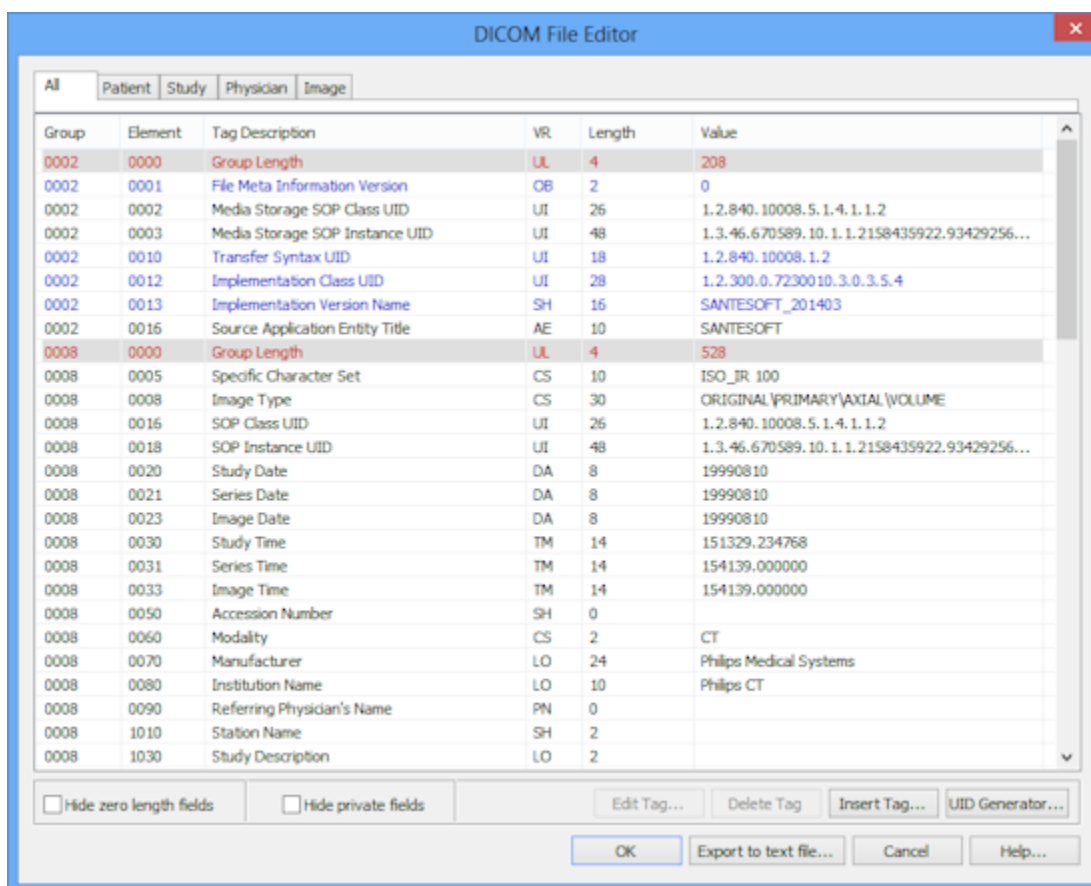 DICOM File Editor
All Patient Study Physician Image
Group Element Tag Description VR Length Value
0002 0000 Group Length UL 4 208
0002 0001 File Meta Information Version OB 2 0
0002 0002 Media Storage SOP Class UID UI 26 1.2.840.10008.5.1.4.1.1.2
0002 0003 Media Storage SOP Instance UID UI 48 1.3.46.670589.10.1.1.2158435922.93429256...
0002 0010 Transfer Syntax UID UI 18 1.2.840.10008.1.2
0002 0012 Implementation Class UID UI 28 1.2.300.0.7230010.3.0.3.5.4
0002 0013 Implementation Version Name SH 16 SANTESOFT_201403
0002 0016 Source Application Entity Title AE 10 SANTESOFT
0008 0000 Group Length UL 4 528
0008 0005 Specific Character Set CS 10 ISO_IR 100
0008 0008 Image Type CS 30 ORIGINAL\PRIMARY\AXIAL\VOLUME
0008 0016 SOP Class UID UI 26 1.2.840.10008.5.1.4.1.1.2
0008 0018 SOP Instance UID UI 48 1.3.46.670589.10.1.1.2158435922.93429256...
0008 0020 Study Date DA 8 19990810
0008 0021 Series Date DA 8 19990810
0008 0023 Image Date DA 8 19990810
0008 0030 Study Time TM 14 151329.234768
0008 0031 Series Time TM 14 154139.000000
0008 0033 Image Time TM 14 154139.000000
0008 0050 Accession Number SH 0
0008 0060 Modality CS 2 CT
0008 0070 Manufacturer LO 24 Philips Medical Systems
0008 0080 Institution Name LO 10 Philips CT
0008 0090 Referring Physician's Name PN 0
0008 1010 Station Name SH 2
0008 1030 Study Description LO 2
Hide zero length fields Hide private fields Edit Tag... Delete Tag Insert Tag... UID Generator...
OK Export to text file... Cancel Help...